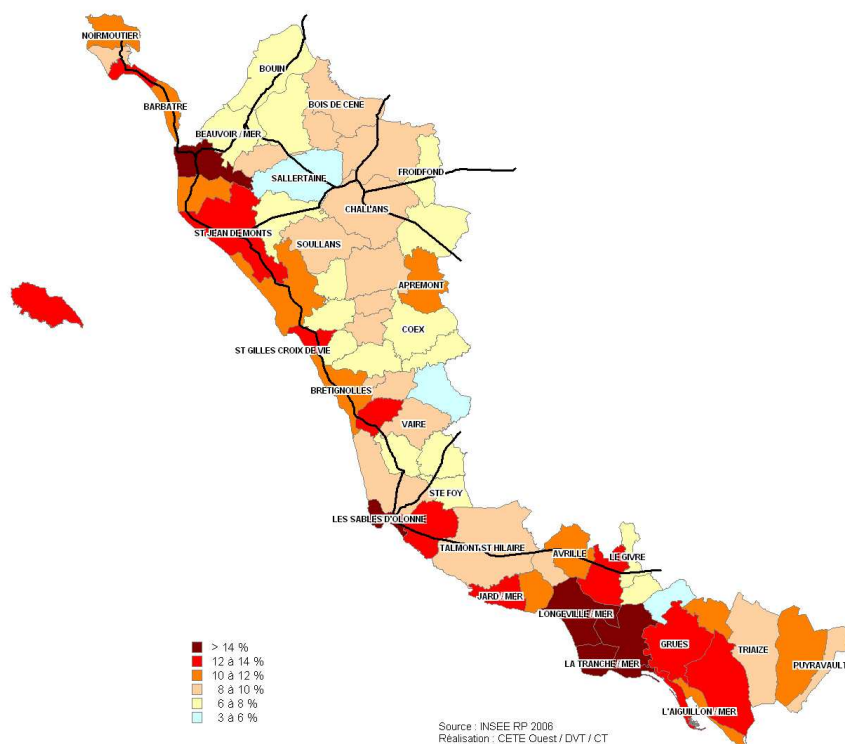 NOIRMOUTIER
BOUIN
BARBATRE
BOIS DE CENE
BEAUVOIR / MER
SALLERTAINE
FROIDFOND
CHALLANS
ST JEAN DE MONTS
SOULLANS
APREMONT
COEX
ST GILLES CROIX DE VIE
BRETIGNOLLES
VAIRE
STE FOY
LES SABLES D'OLONNE
TALMONT ST HILAIRE
AVRILLE
LE GIVRE
JARD / MER
LONGEVILLE / MER
GRUES
TRIAIZE
LA TRANCHE / MER
PUYRAVAULT
L'AIGUILLON / MER
> 14 %
12 à 14 %
10 à 12 %
8 à 10 %
6 à 8 %
3 à 6 %
Source : INSEE RP 2006
Réalisation : CETE Ouest / DVT / CT